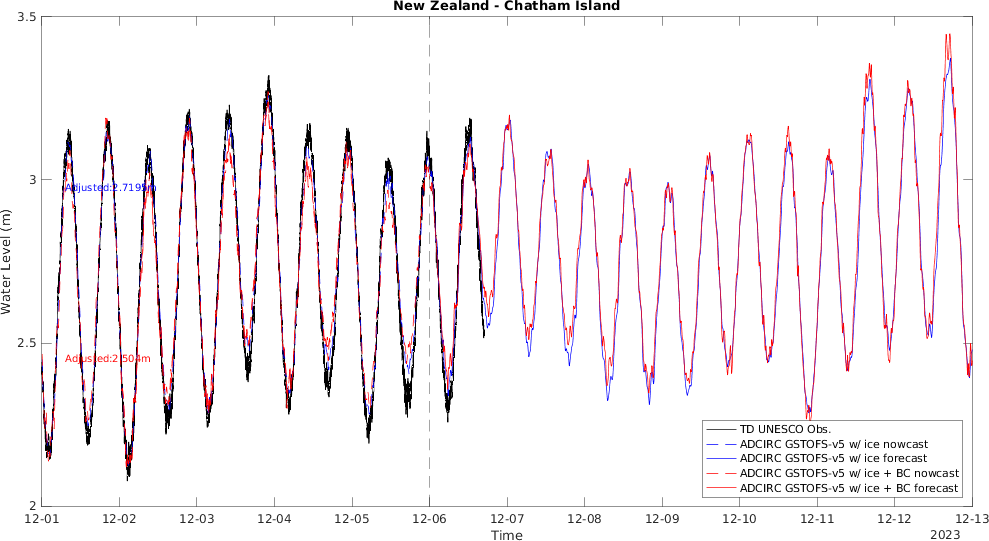 New Zealand - Chatham Island
Water Level (m)
3.5
3
2.5
2
Adjusted:2.7195m
Adjusted:2.504m
TD UNESCO Obs.
ADCIRC GSTOFS-v5 w/ ice nowcast
ADCIRC GSTOFS-v5 w/ ice forecast
ADCIRC GSTOFS-v5 w/ ice + BC nowcast
ADCIRC GSTOFS-v5 w/ ice + BC forecast
12-01 12-02 12-03 12-04 12-05 12-06 12-07 12-08 12-09 12-10 12-11 12-12 12-13
Time
2023